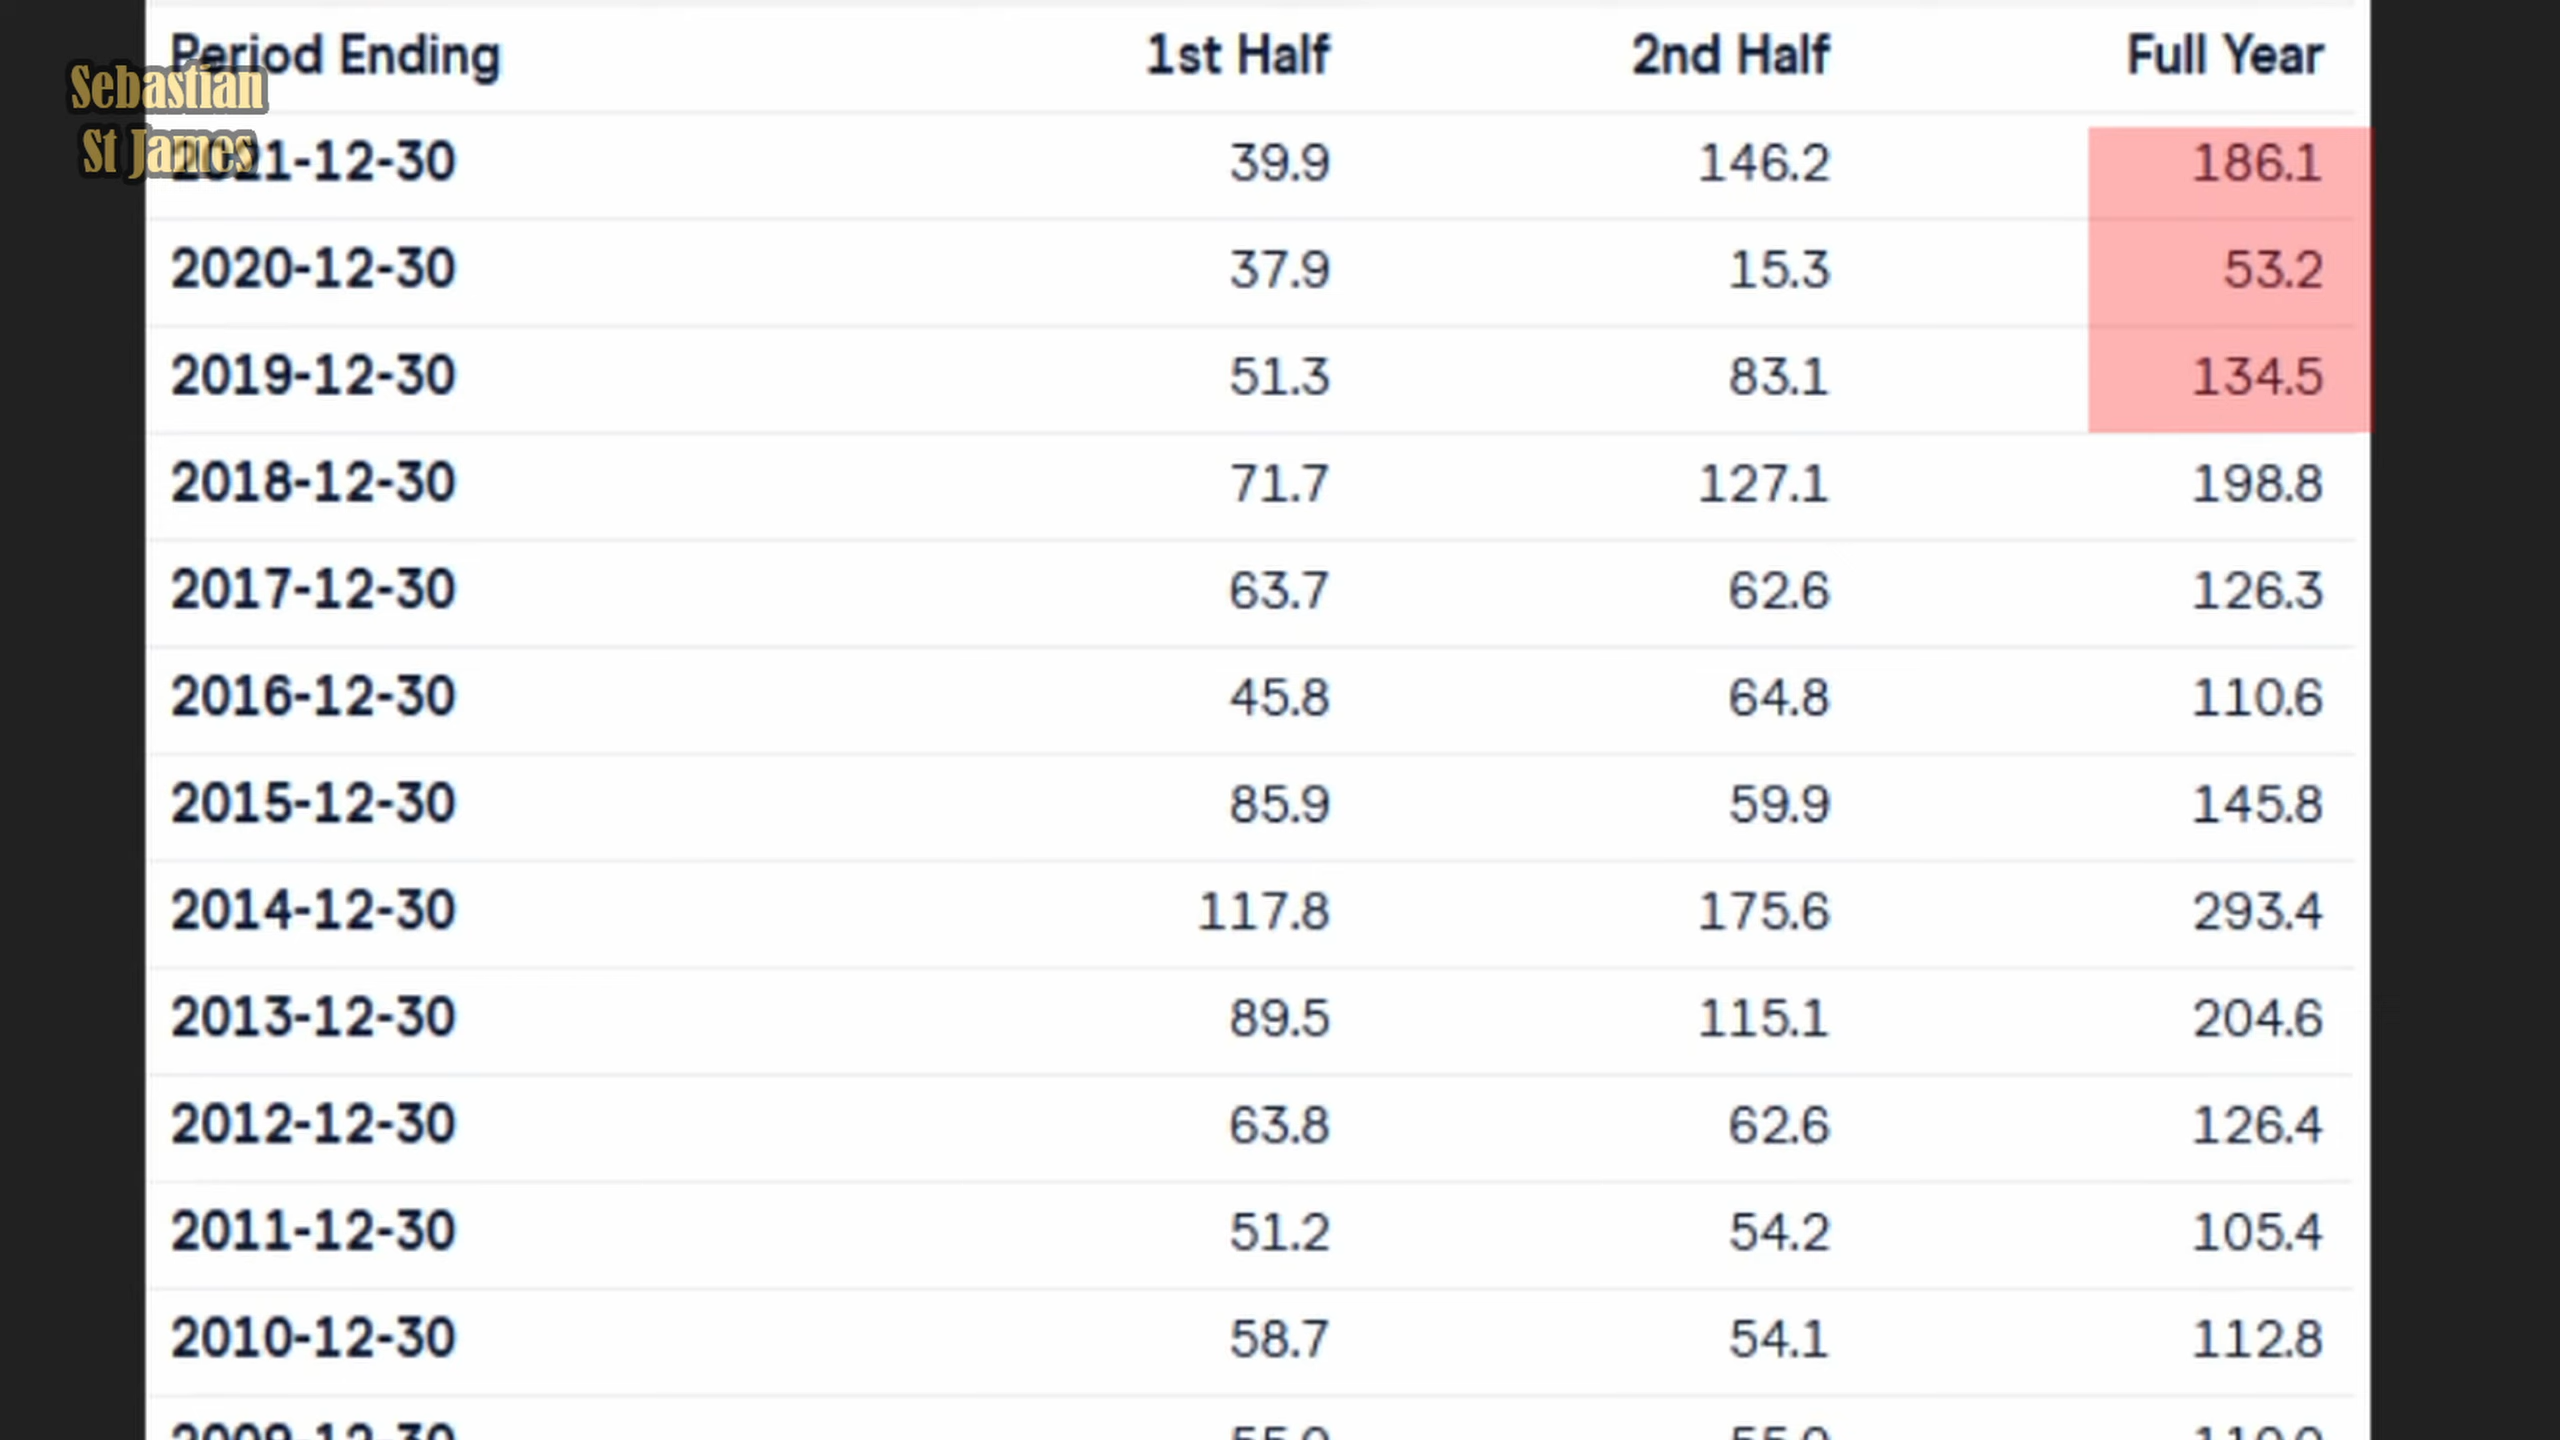 Period Ending 1st Half 2nd Half Full Year
Sebastian
St James
2021-12-30 39.9 146.2 186.1
2020-12-30 37.9 15.3 53.2
2019-12-30 51.3 83.1 134.5
2018-12-30 71.7 127.1 198.8
2017-12-30 63.7 62.6 126.3
2016-12-30 45.8 64.8 110.6
2015-12-30 85.9 59.9 145.8
2014-12-30 117.8 175.6 293.4
2013-12-30 89.5 115.1 204.6
2012-12-30 63.8 62.6 126.4
2011-12-30 51.2 54.2 105.4
2010-12-30 58.7 54.1 112.8
2009-12-30